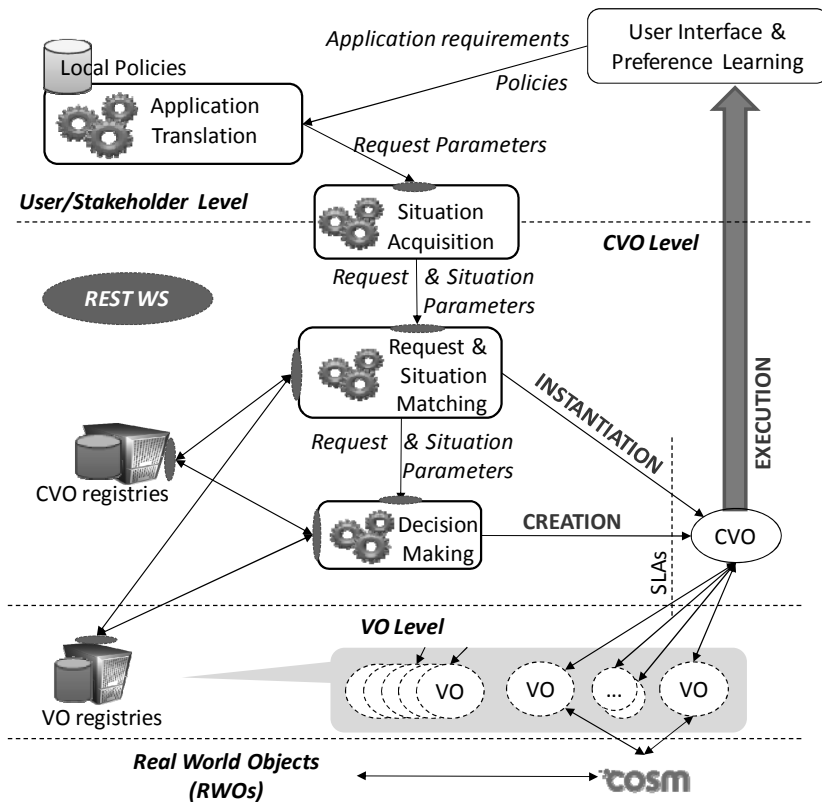 Application requirements
User Interface &
Preference Learning
Local Policies
Policies
Application
Translation
Request Parameters
User/Stakeholder Level
Situation
Acquisition
CVO Level
REST WS
Request & Situation
Parameters
Request &
Situation
Matching
INSTANTIATION
EXECUTION
Request & Situation
Parameters
CVO registries
Decision
Making
CREATION
CVO
SLAs
VO Level
VO
VO
...
VO
VO registries
Real World Objects
(RWOs)
cosm